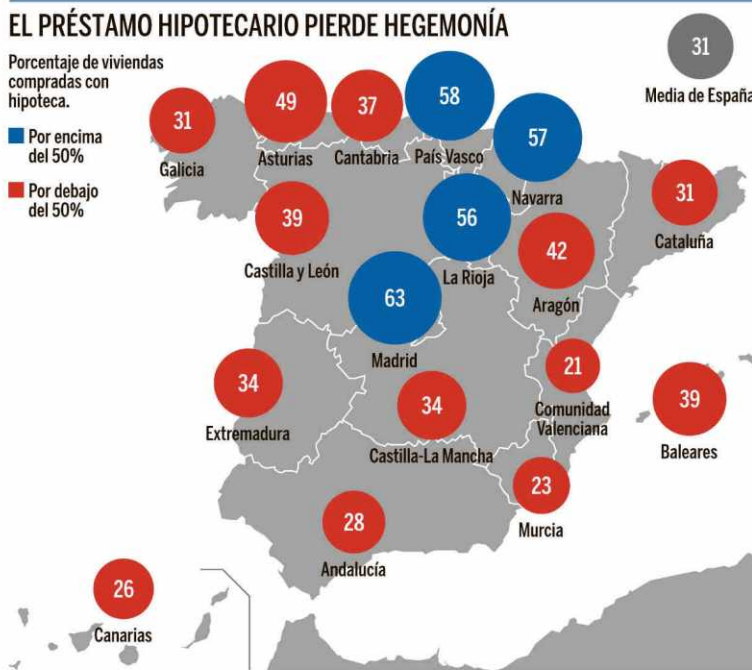 EL PRÉSTAMO HIPOTECARIO PIERDE HEGEMONÍA
Porcentaje de viviendas
compradas con
hipoteca.
Por encima
del 50%
Por debajo
del 50%
31
Media de España
31
Galicia
49
Asturias
37
Cantabria
58
País Vasco
57
Navarra
39
Castilla y León
56
La Rioja
42
Aragón
31
Cataluña
63
Madrid
34
Extremadura
34
Castilla-La Mancha
21
Comunidad
Valenciana
39
Baleares
23
Murcia
28
Andalucía
26
Canarias